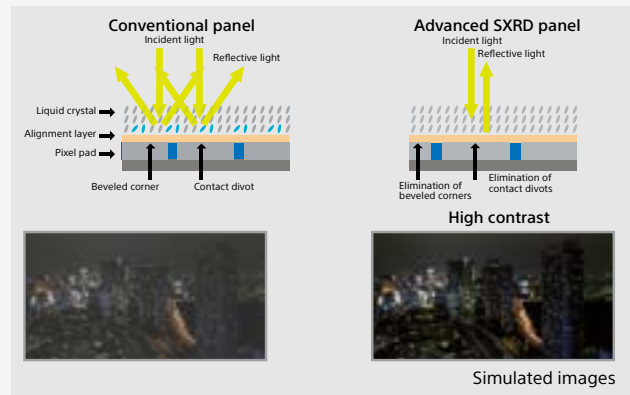 Conventional panel
Incident light
Reflective light
Liquid crystal
Alignment layer
Pixel pad
Beveled corner
Contact divot
Advanced SXRD panel
Incident light
Reflective light
Elimination of
beveled corners
Elimination of
contact divots
High contrast
Simulated images